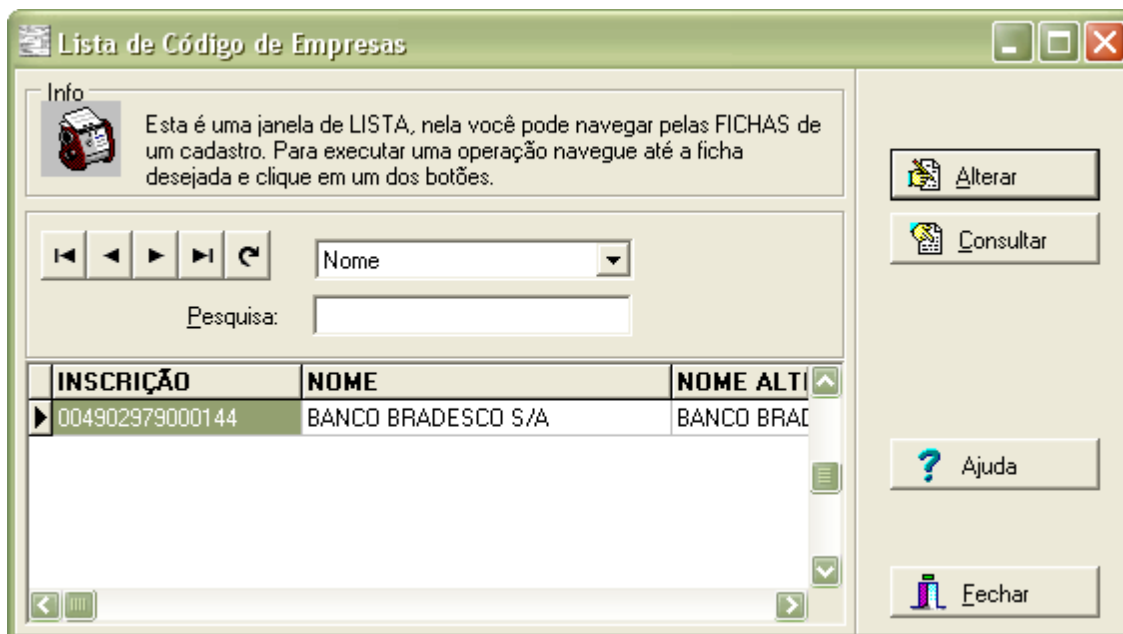 Lista de Código de Empresas
Info
Esta é uma janela de LISTA, nela você pode navegar pelas FICHAS de
um cadastro. Para executar uma operação navegue até a ficha
desejada e clique em um dos botões.
Alterar
Consultar
Nome
Pesquisa:
INSCRIÇÃO NOME NOME ALTI
004902979000144 BANCO BRADESCO S/A BANCO BRAD
Ajuda
Fechar